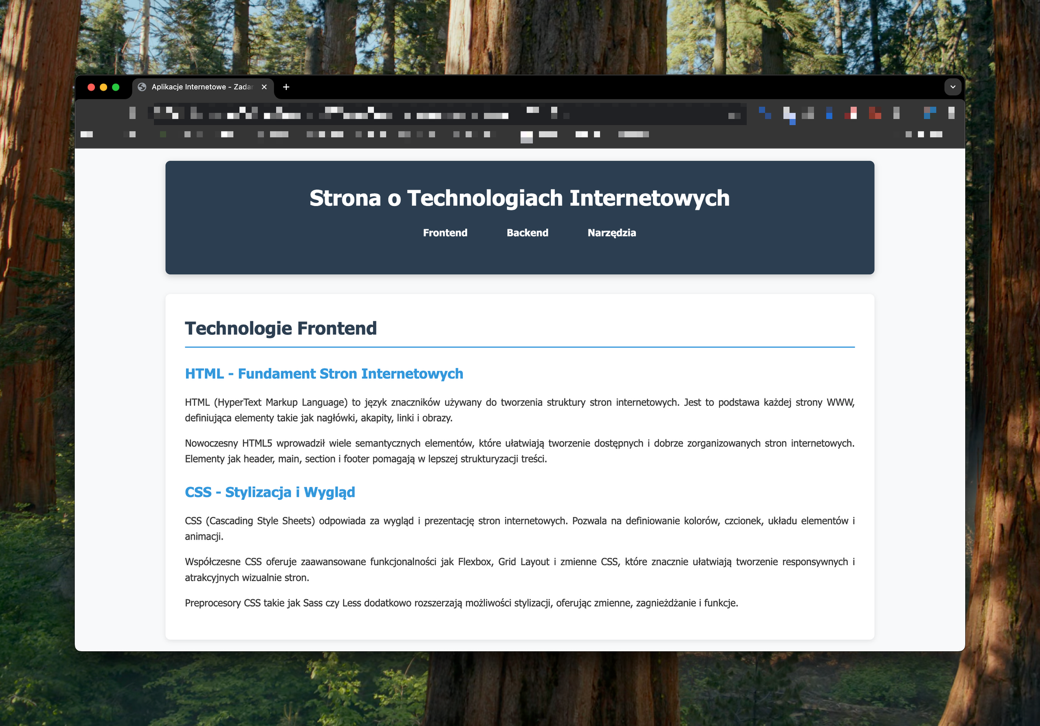 Aplikacje Internetowe - Zada
Strona o Technologiach Internetowych
Frontend Backend Narzędzia
Technologie Frontend
HTML - Fundament Stron Internetowych
HTML (HyperText Markup Language) to język znaczników używany do tworzenia struktury stron internetowych. Jest to podstawa każdej strony WWW,
definiująca elementy takie jak nagłówki, akapity, linki i obrazy.
Nowoczesny HTML5 wprowadził wiele semantycznych elementów, które ułatwiają tworzenie dostępnych i dobrze zorganizowanych stron internetowych.
Elementy jak header, main, section i footer pomagają w lepszej strukturyzacji treści.
CSS - Stylizacja i Wygląd
CSS (Cascading Style Sheets) odpowiada za wygląd i prezentację stron internetowych. Pozwala na definiowanie kolorów, czcionek, układu elementów i
animacji.
Współczesne CSS oferuje zaawansowane funkcjonalności jak Flexbox, Grid Layout i zmienne CSS, które znacznie ułatwiają tworzenie responsywnych i
atrakcyjnych wizualnie stron.
Preprocesory CSS takie jak Sass czy Less dodatkowo rozszerzają możliwości stylizacji, oferując zmienne, zagnieżdżanie i funkcje.